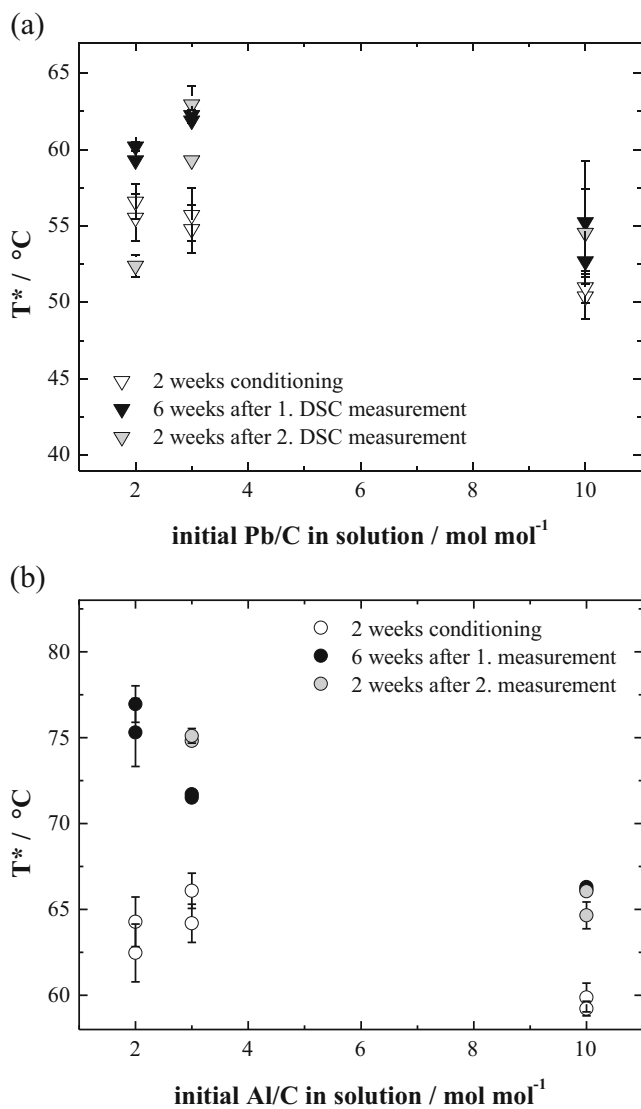 (a)
65
60
55
50
45
40
T* / °C
2 weeks conditioning
6 weeks after 1. DSC measurement
2 weeks after 2. DSC measurement
2 4 6 8 10
initial Pb/C in solution / mol mol⁻¹
(b)
80
75
70
65
60
T* / °C
2 weeks conditioning
6 weeks after 1. measurement
2 weeks after 2. measurement
2 4 6 8 10
initial Al/C in solution / mol mol⁻¹